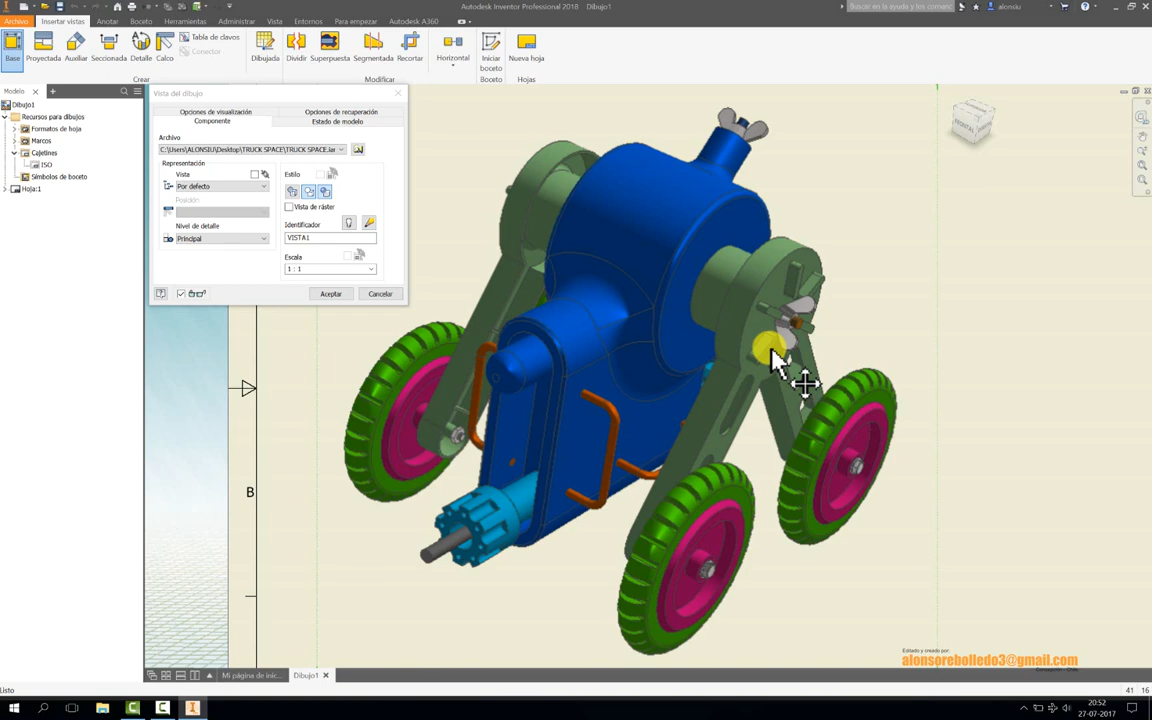 Autodesk Inventor Professional 2018   Dibujo1
Buscar en la ayuda y los comanc
alonsiu
Archivo
Insertar vistas
Anotar
Boceto
Herramientas
Administrar
Vista
Entornos
Para empezar
Autodesk A360
Base
Proyectada
Auxiliar
Seccionada
Detalle
Calco
Tabla de clavos
Conector
Dibujada
Dividir
Superpuesta
Segmentada
Recortar
Horizontal
Iniciar
boceto
Nueva hoja
Crear
Modificar
Boceto
Hojas
Modelo
Dibujo1
Recursos para dibujos
Formatos de hoja
Marcos
Cajetines
ISO
Símbolos de boceto
Hoja:1
Vista del dibujo
Opciones de visualización
Opciones de recuperación
Componente
Estado de modelo
Archivo
C:\Users\ALONSIU\Desktop\TRUCK SPACE\TRUCK SPACE.iar
Representación
Vista
Por defecto
Posición
Nivel de detalle
Principal
Estilo
Vista de ráster
Identificador
VISTA1
Escala
1 : 1
Aceptar
Cancelar
FRONTAL
B
Editado y creado por:
alonsorebolledo3@gmail.com
Mi página de inic...
Dibujo1
Listo
41
16
20:52
27-07-2017